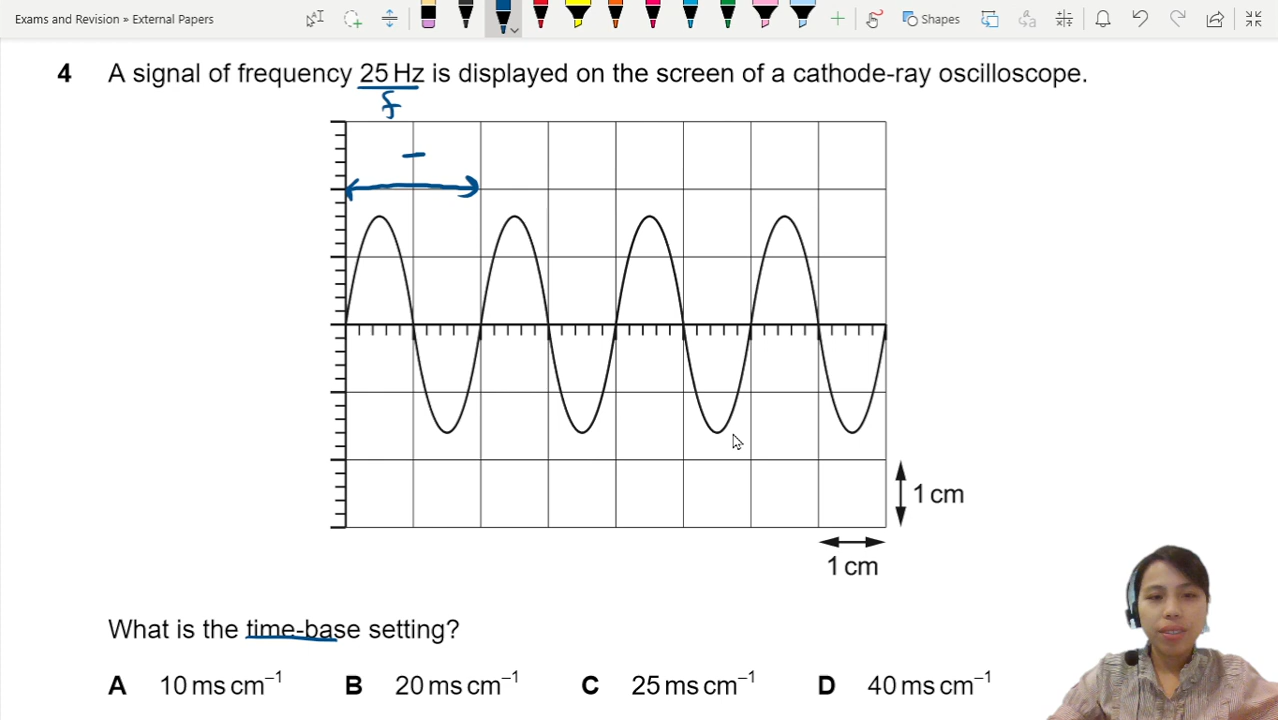 Exams and Revision » External Papers
Shapes
4 A signal of frequency 25 Hz is displayed on the screen of a cathode-ray oscilloscope.
f
1 cm
1 cm
What is the time-base setting?
A 10 ms cm⁻¹ B 20 ms cm⁻¹ C 25 ms cm⁻¹ D 40 ms cm⁻¹